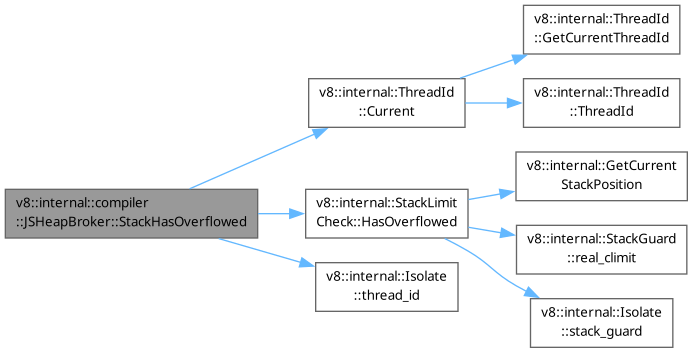 v8::internal::ThreadId
::GetCurrentThreadId
v8::internal::ThreadId
::Current
v8::internal::ThreadId
::ThreadId
v8::internal::GetCurrent
StackPosition
v8::internal::compiler
::JSHeapBroker::StackHasOverflowed
v8::internal::StackLimit
Check::HasOverflowed
v8::internal::StackGuard
::real_climit
v8::internal::Isolate
::thread_id
v8::internal::Isolate
::stack_guard